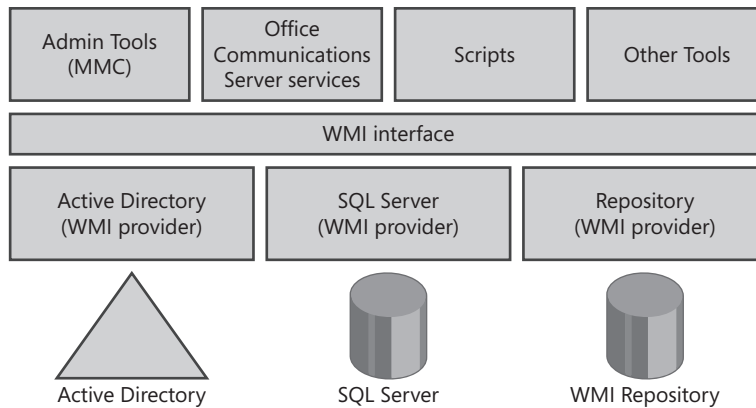 Admin Tools
(MMC)
Office
Communications
Server services
Scripts
Other Tools
WMI interface
Active Directory
(WMI provider)
SQL Server
(WMI provider)
Repository
(WMI provider)
Active Directory
SQL Server
WMI Repository